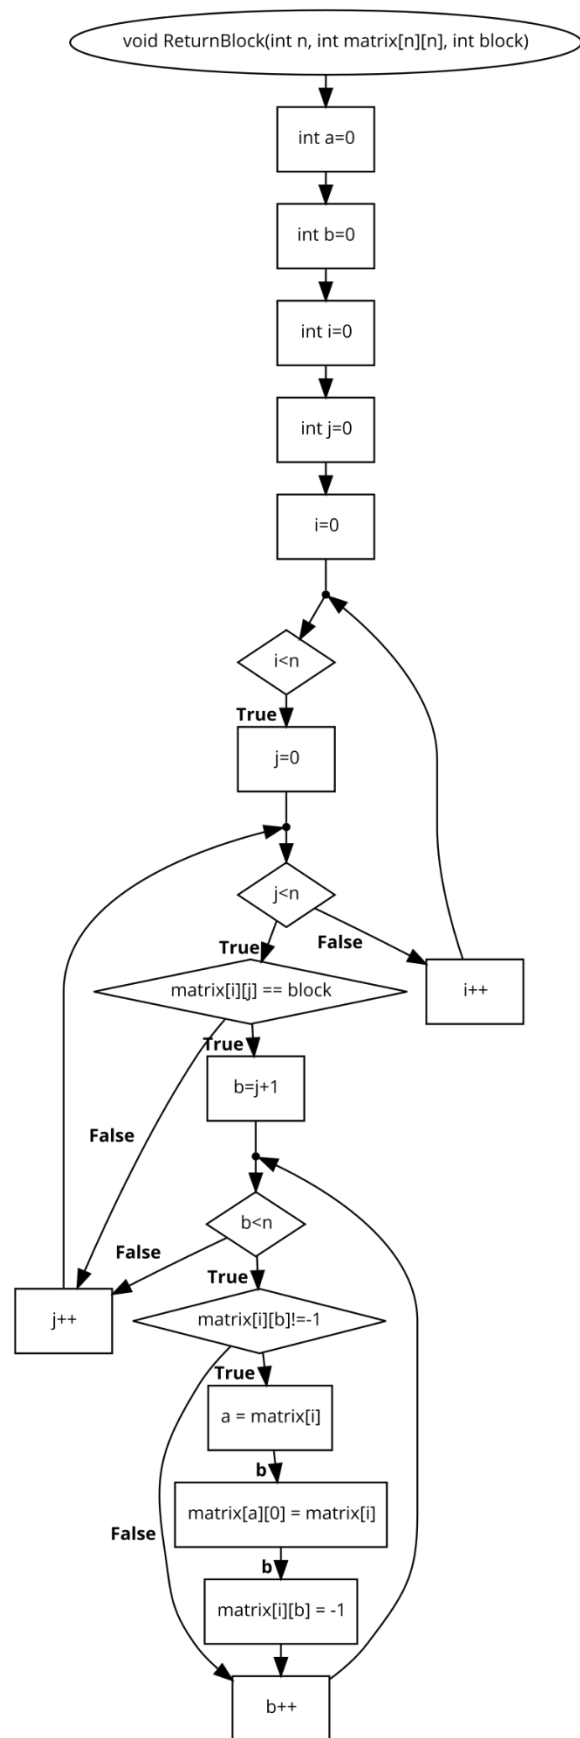 void ReturnBlock(int n, int matrix[n][n], int block)
int a=0
int b=0
int i=0
int j=0
i=0
i<n
True
j=0
j<n
True
False
matrix[i][j] == block
i++
True
b=j+1
False
b<n
False
True
j++
matrix[i][b]!=-1
True
a = matrix[i]
b
matrix[a][0] = matrix[i]
False
b
matrix[i][b] = -1
b++